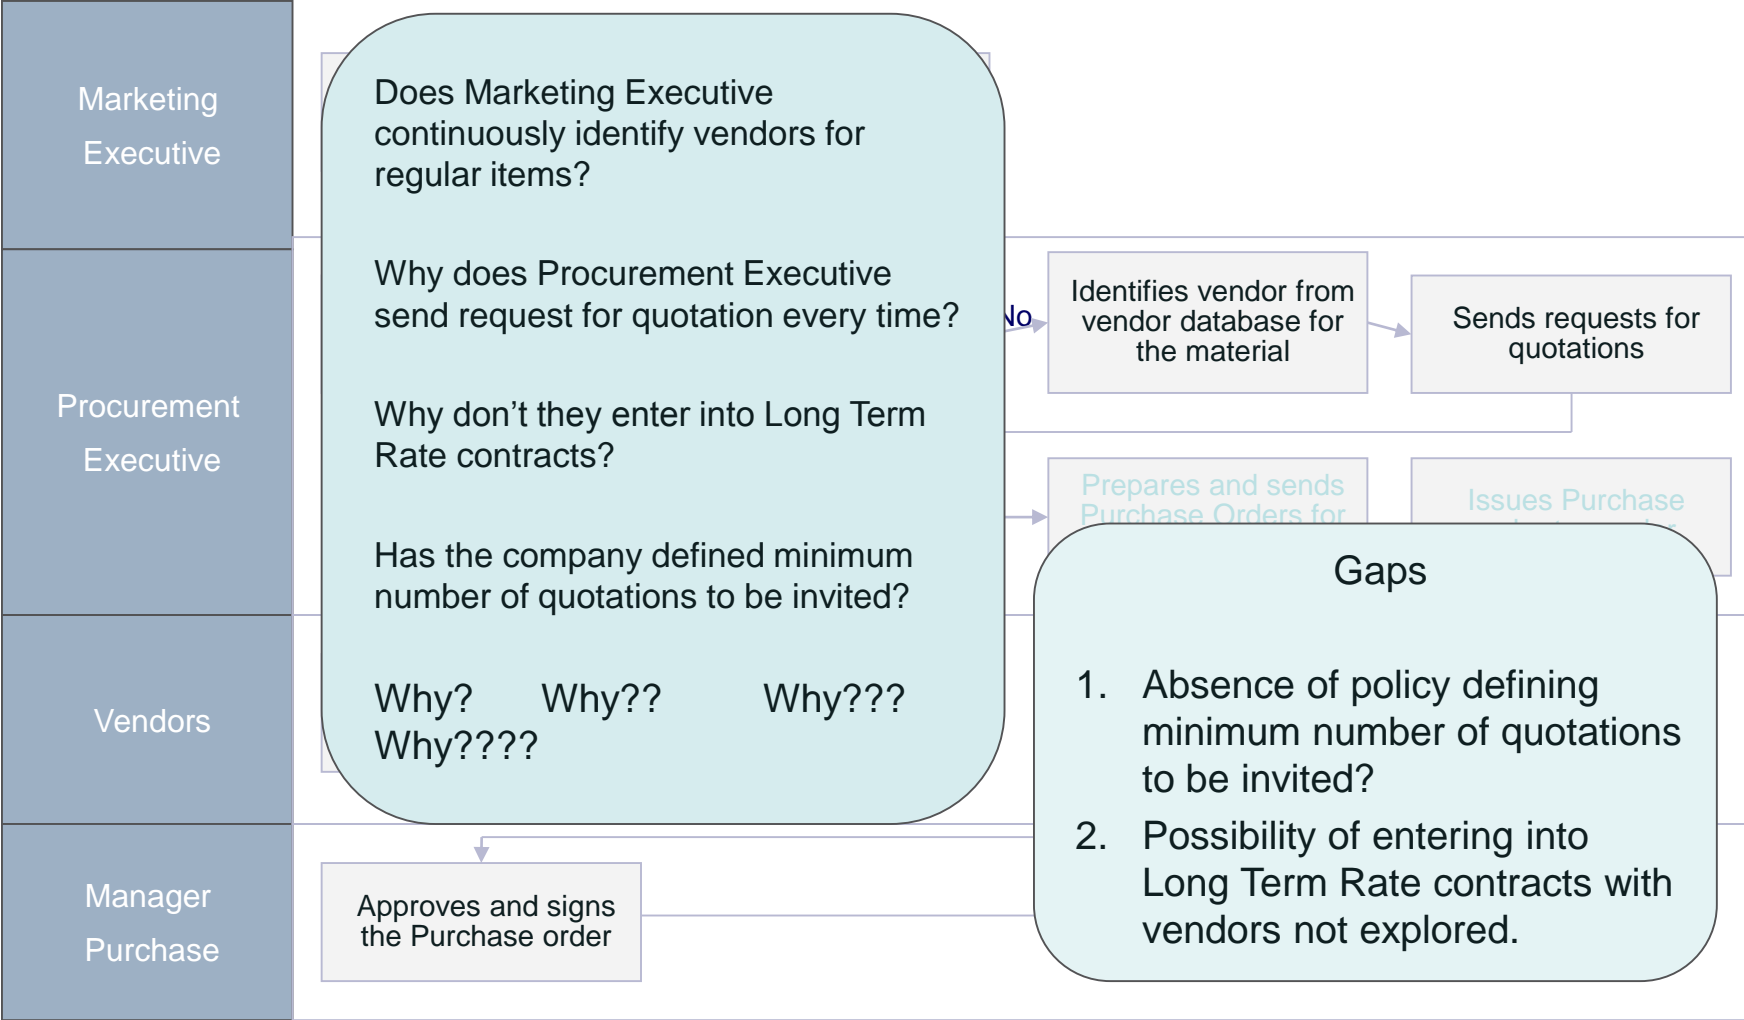 Marketing
Executive
Does Marketing Executive
continuously identify vendors for
regular items?
Why does Procurement Executive
send request for quotation every time?
Why don’t they enter into Long Term
Rate contracts?
Has the company defined minimum
number of quotations to be invited?
Why? Why?? Why???
Why????
Procurement
Executive
No
Identifies vendor from
vendor database for
the material
Sends requests for
quotations
Prepares and sends
Purchase Orders for
Issues Purchase
Vendors
Gaps
1. Absence of policy defining
minimum number of quotations
to be invited?
2. Possibility of entering into
Long Term Rate contracts with
vendors not explored.
Manager
Purchase
Approves and signs
the Purchase order